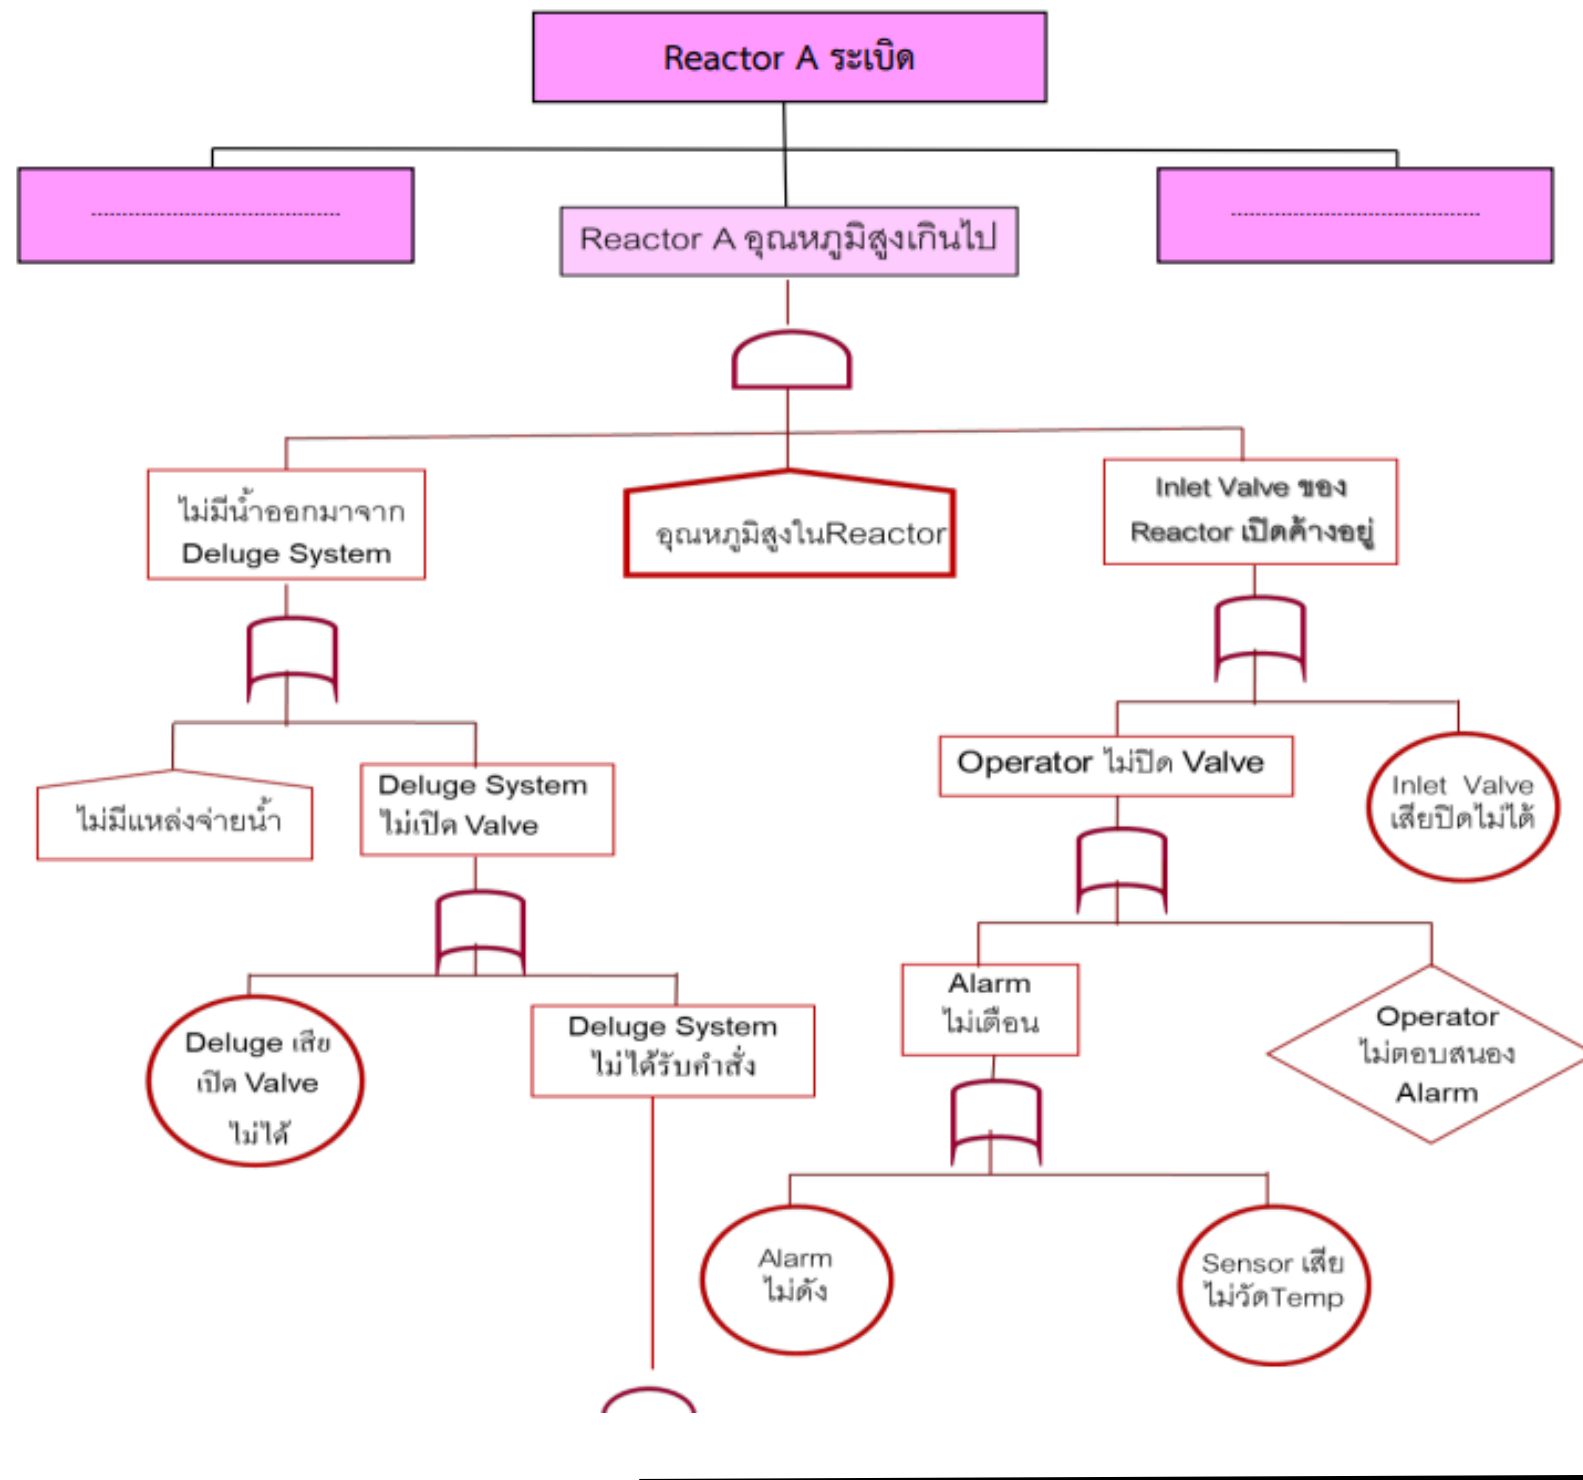 Reactor A ระเบิด
........................................
........................................
Reactor A อุณหภูมิสูงเกินไป
ไม่มีน้ำออกมาจาก
Deluge System
อุณหภูมิสูงในReactor
Inlet Valve ของ
Reactor เปิดค้างอยู่
ไม่มีแหล่งจ่ายน้ำ
Deluge System
ไม่เปิด Valve
Operator ไม่ปิด Valve
Inlet Valve
เสียปิดไม่ได้
Deluge เสีย
เปิด Valve
ไม่ได้
Deluge System
ไม่ได้รับคำสั่ง
Alarm
ไม่เตือน
Operator
ไม่ตอบสนอง
Alarm
Alarm
ไม่ดัง
Sensor เสีย
ไม่วัดTemp